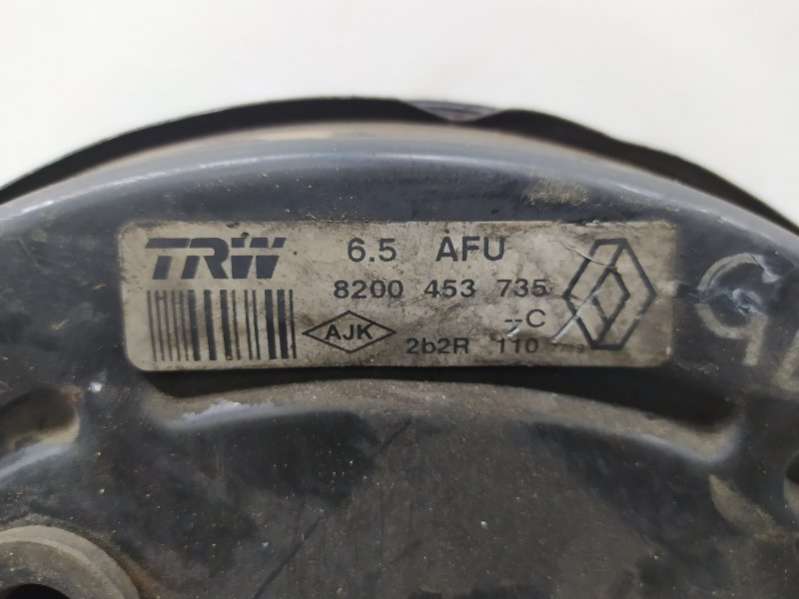 TRW 6.5 AFU
8200 453 735
--C
AJK
2b2R 110